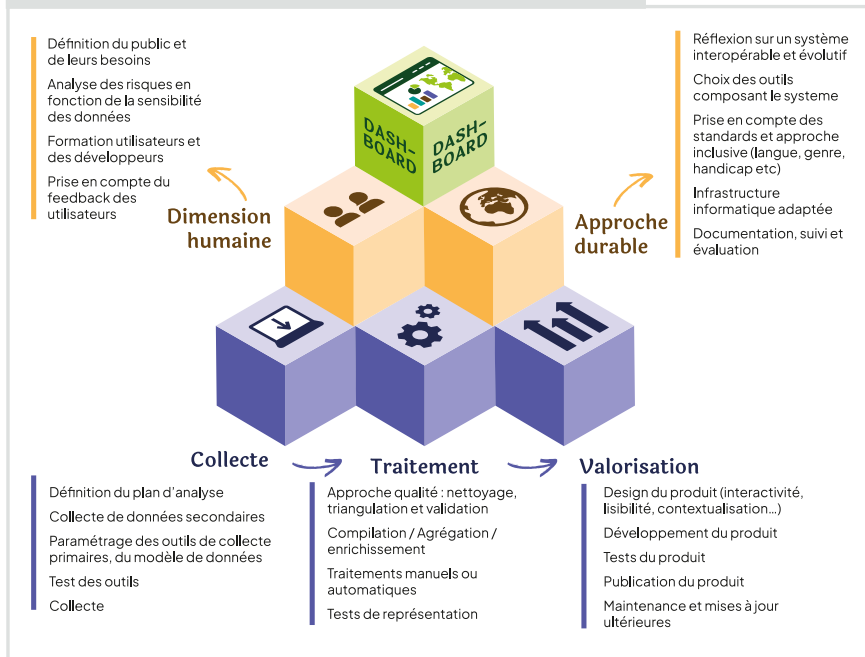 Définition du public et
de leurs besoins
Analyse des risques en
fonction de la sensibilité
des données
Formation utilisateurs et
des développeurs
Prise en compte du
feedback des
utilisateurs
Dimension
humaine
DASH-
BOARD
DASH-
BOARD
Réflexion sur un système
interopérable et évolutif
Choix des outils
composant le systeme
Prise en compte des
standards et approche
inclusive (langue, genre,
handicap etc)
Infrastructure
informatique adaptée
Documentation, suivi et
évaluation
Approche
durable
Collecte
Définition du plan d'analyse
Collecte de données secondaires
Paramétrage des outils de collecte
primaires, du modèle de données
Test des outils
Collecte
Traitement
Approche qualité : nettoyage,
triangulation et validation
Compilation / Agrégation /
enrichissement
Traitements manuels ou
automatiques
Tests de représentation
Valorisation
Design du produit (interactivité,
lisibilité, contextualisation...)
Développement du produit
Tests du produit
Publication du produit
Maintenance et mises à jour
ultérieures